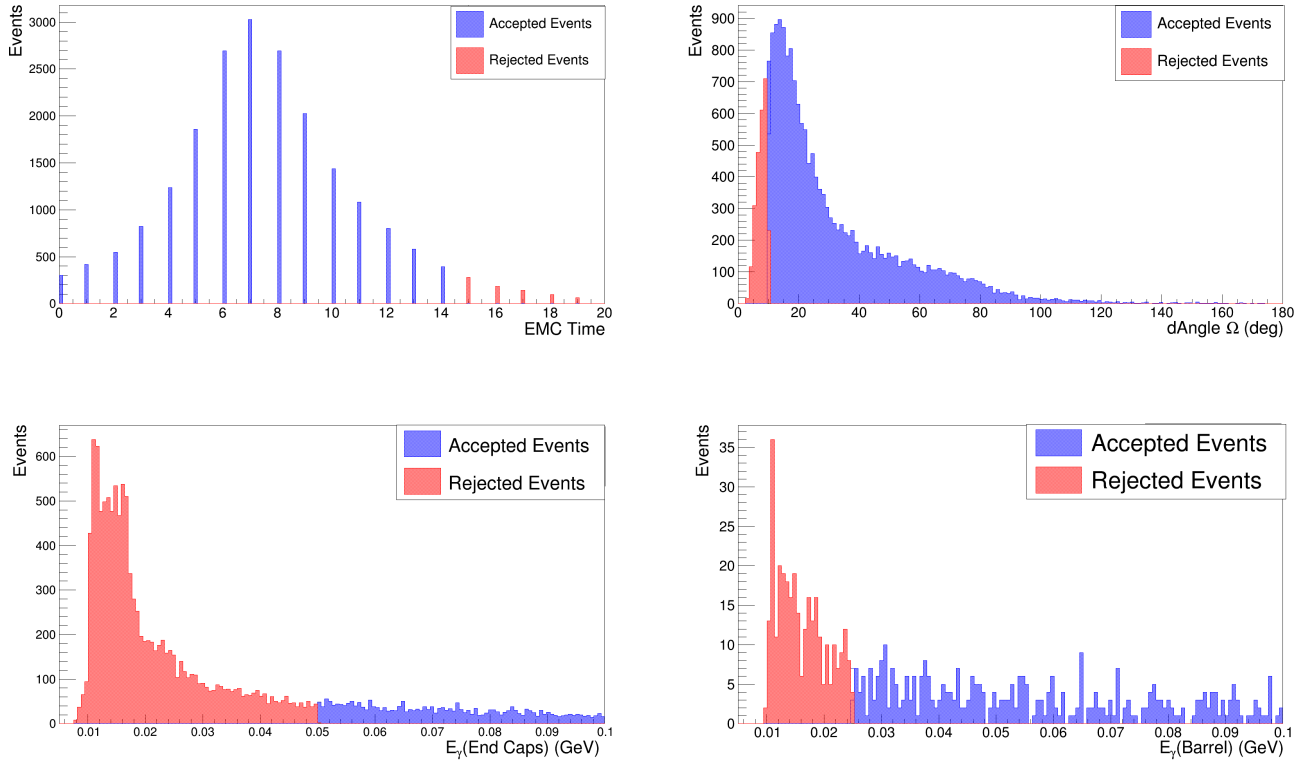 Events
3000
2500
2000
1500
1000
500
0
Accepted Events
Rejected Events
0 2 4 6 8 10 12 14 16 18 20
EMC Time
Events
900
800
700
600
500
400
300
200
100
0
Accepted Events
Rejected Events
0 20 40 60 80 100 120 140 160 180
dAngle Ω (deg)
Events
600
500
400
300
200
100
0
Accepted Events
Rejected Events
0.01 0.02 0.03 0.04 0.05 0.06 0.07 0.08 0.09 0.1
Eγ(End Caps) (GeV)
Events
35
30
25
20
15
10
5
0
Accepted Events
Rejected Events
0.01 0.02 0.03 0.04 0.05 0.06 0.07 0.08 0.09 0.1
Eγ(Barrel) (GeV)